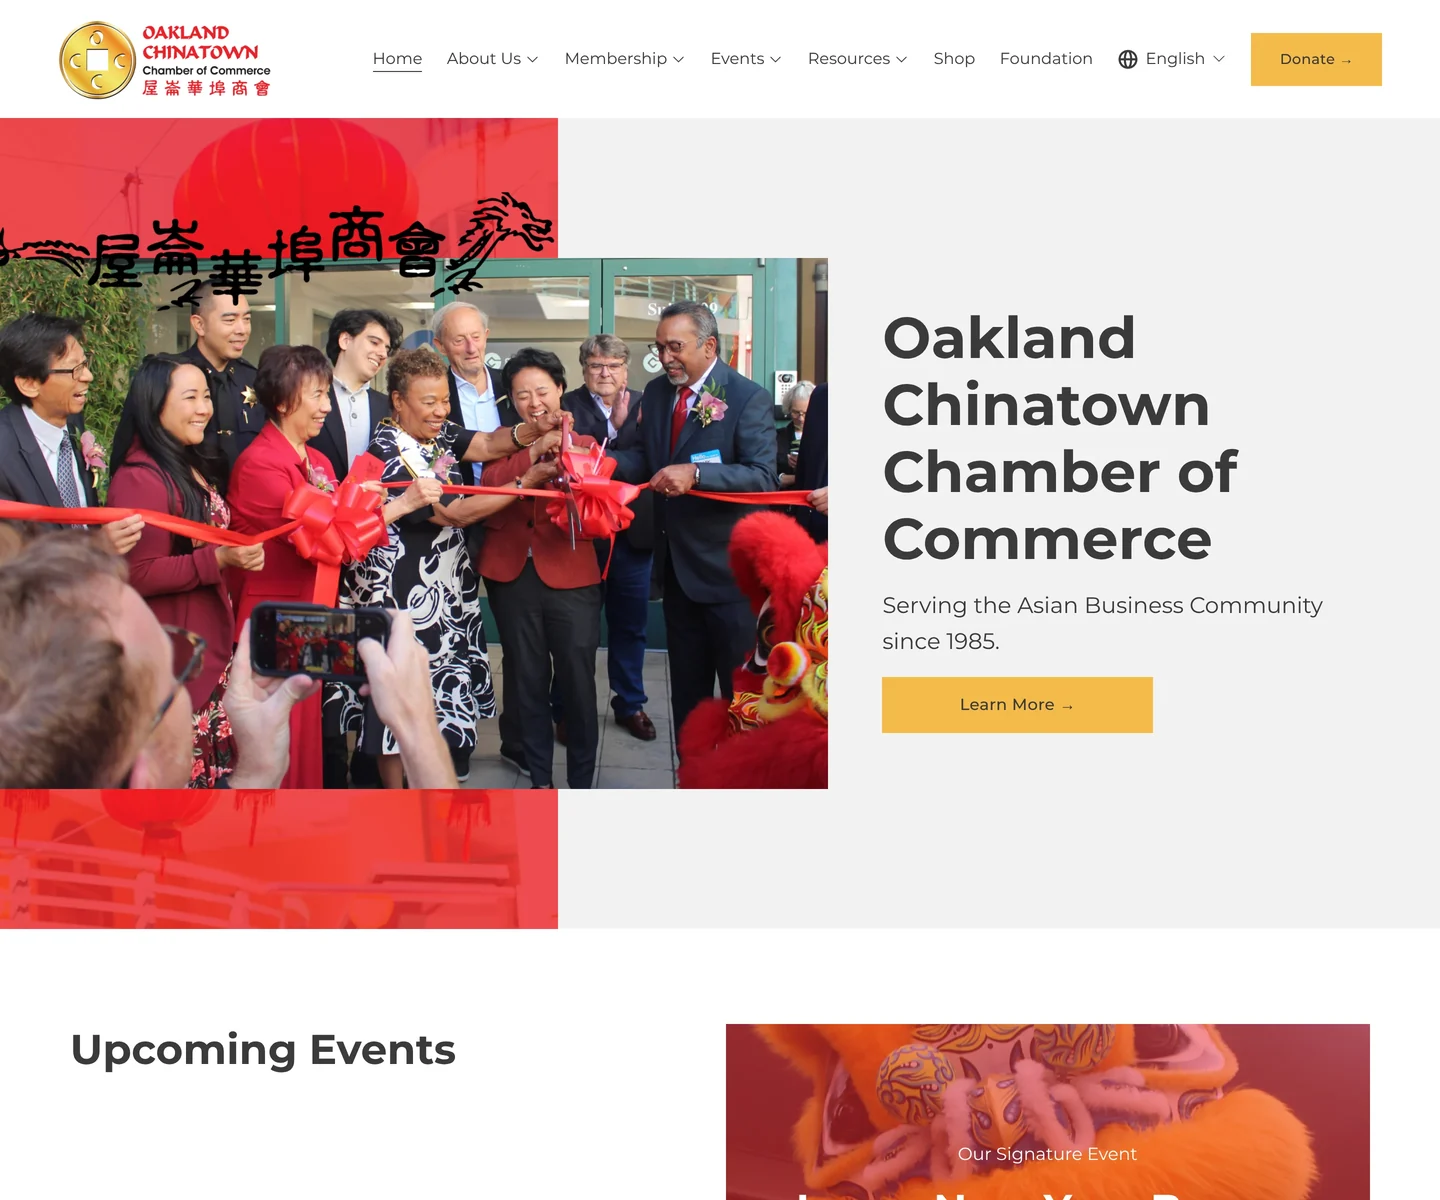 OAKLAND
CHINATOWN
Chamber of Commerce
屋崙華埠商會
Home
About Us
Membership
Events
Resources
Shop
Foundation
English
Donate →
屋崙華埠商會
Oakland
Chinatown
Chamber of
Commerce
Serving the Asian Business Community
since 1985.
Learn More →
Upcoming Events
Our Signature Event